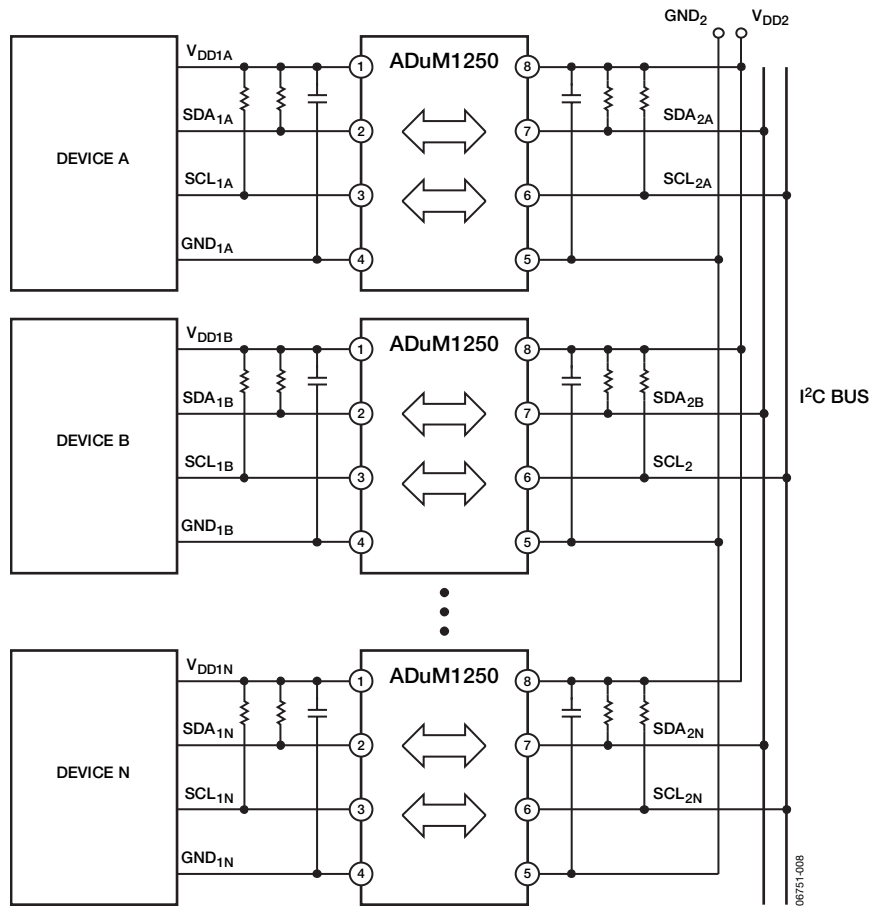 GND2 VDD2
VDD1A
1
ADuM1250
8
SDA1A
2
7
SDA2A
DEVICE A
SCL1A
3
6
SCL2A
GND1A
4
5
VDD1B
1
ADuM1250
8
SDA1B
2
7
SDA2B
I2C BUS
DEVICE B
SCL1B
3
6
SCL2
GND1B
4
5
VDD1N
1
ADuM1250
8
SDA1N
2
7
SDA2N
DEVICE N
SCL1N
3
6
SCL2N
GND1N
4
5
06751-008